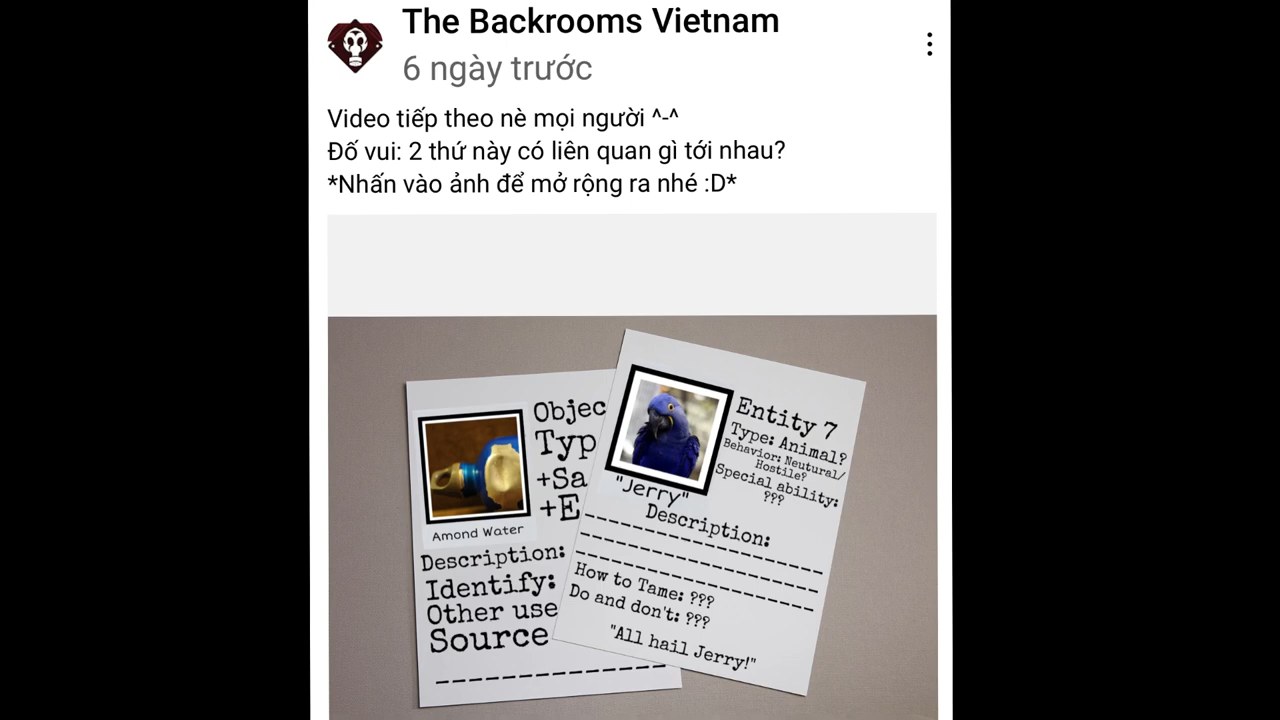 The Backrooms Vietnam
6 ngày trước
Video tiếp theo nè mọi người ^-^
Đố vui: 2 thứ này có liên quan gì tới nhau?
*Nhấn vào ảnh để mở rộng ra nhé :D*
Objec
Typ
+Sa
+E
Amond Water
Description:
Identify:
Other use
Source
Entity 7
Type: Animal?
Behavior: Neutural/
Hostile?
Special ability:
???
"Jerry"
Description:
How to Tame: ???
Do and don't: ???
"All hail Jerry!"